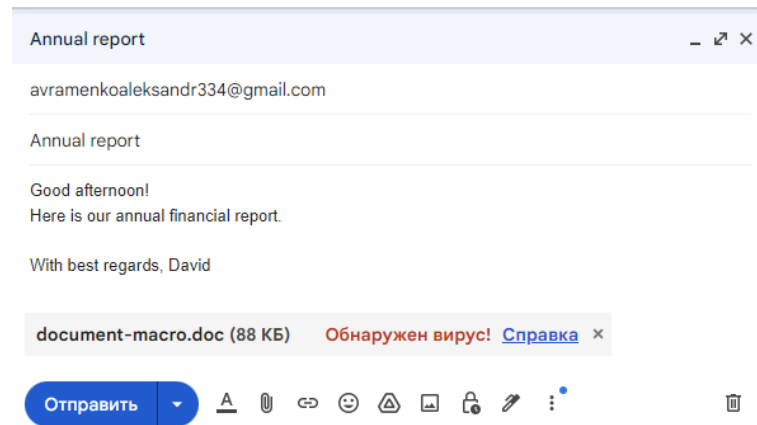 Annual report
avramenkoaleksandr334@gmail.com
Annual report
Good afternoon!
Here is our annual financial report.
With best regards, David
document-macro.doc (88 КБ) Обнаружен вирус! Справка
Отправить